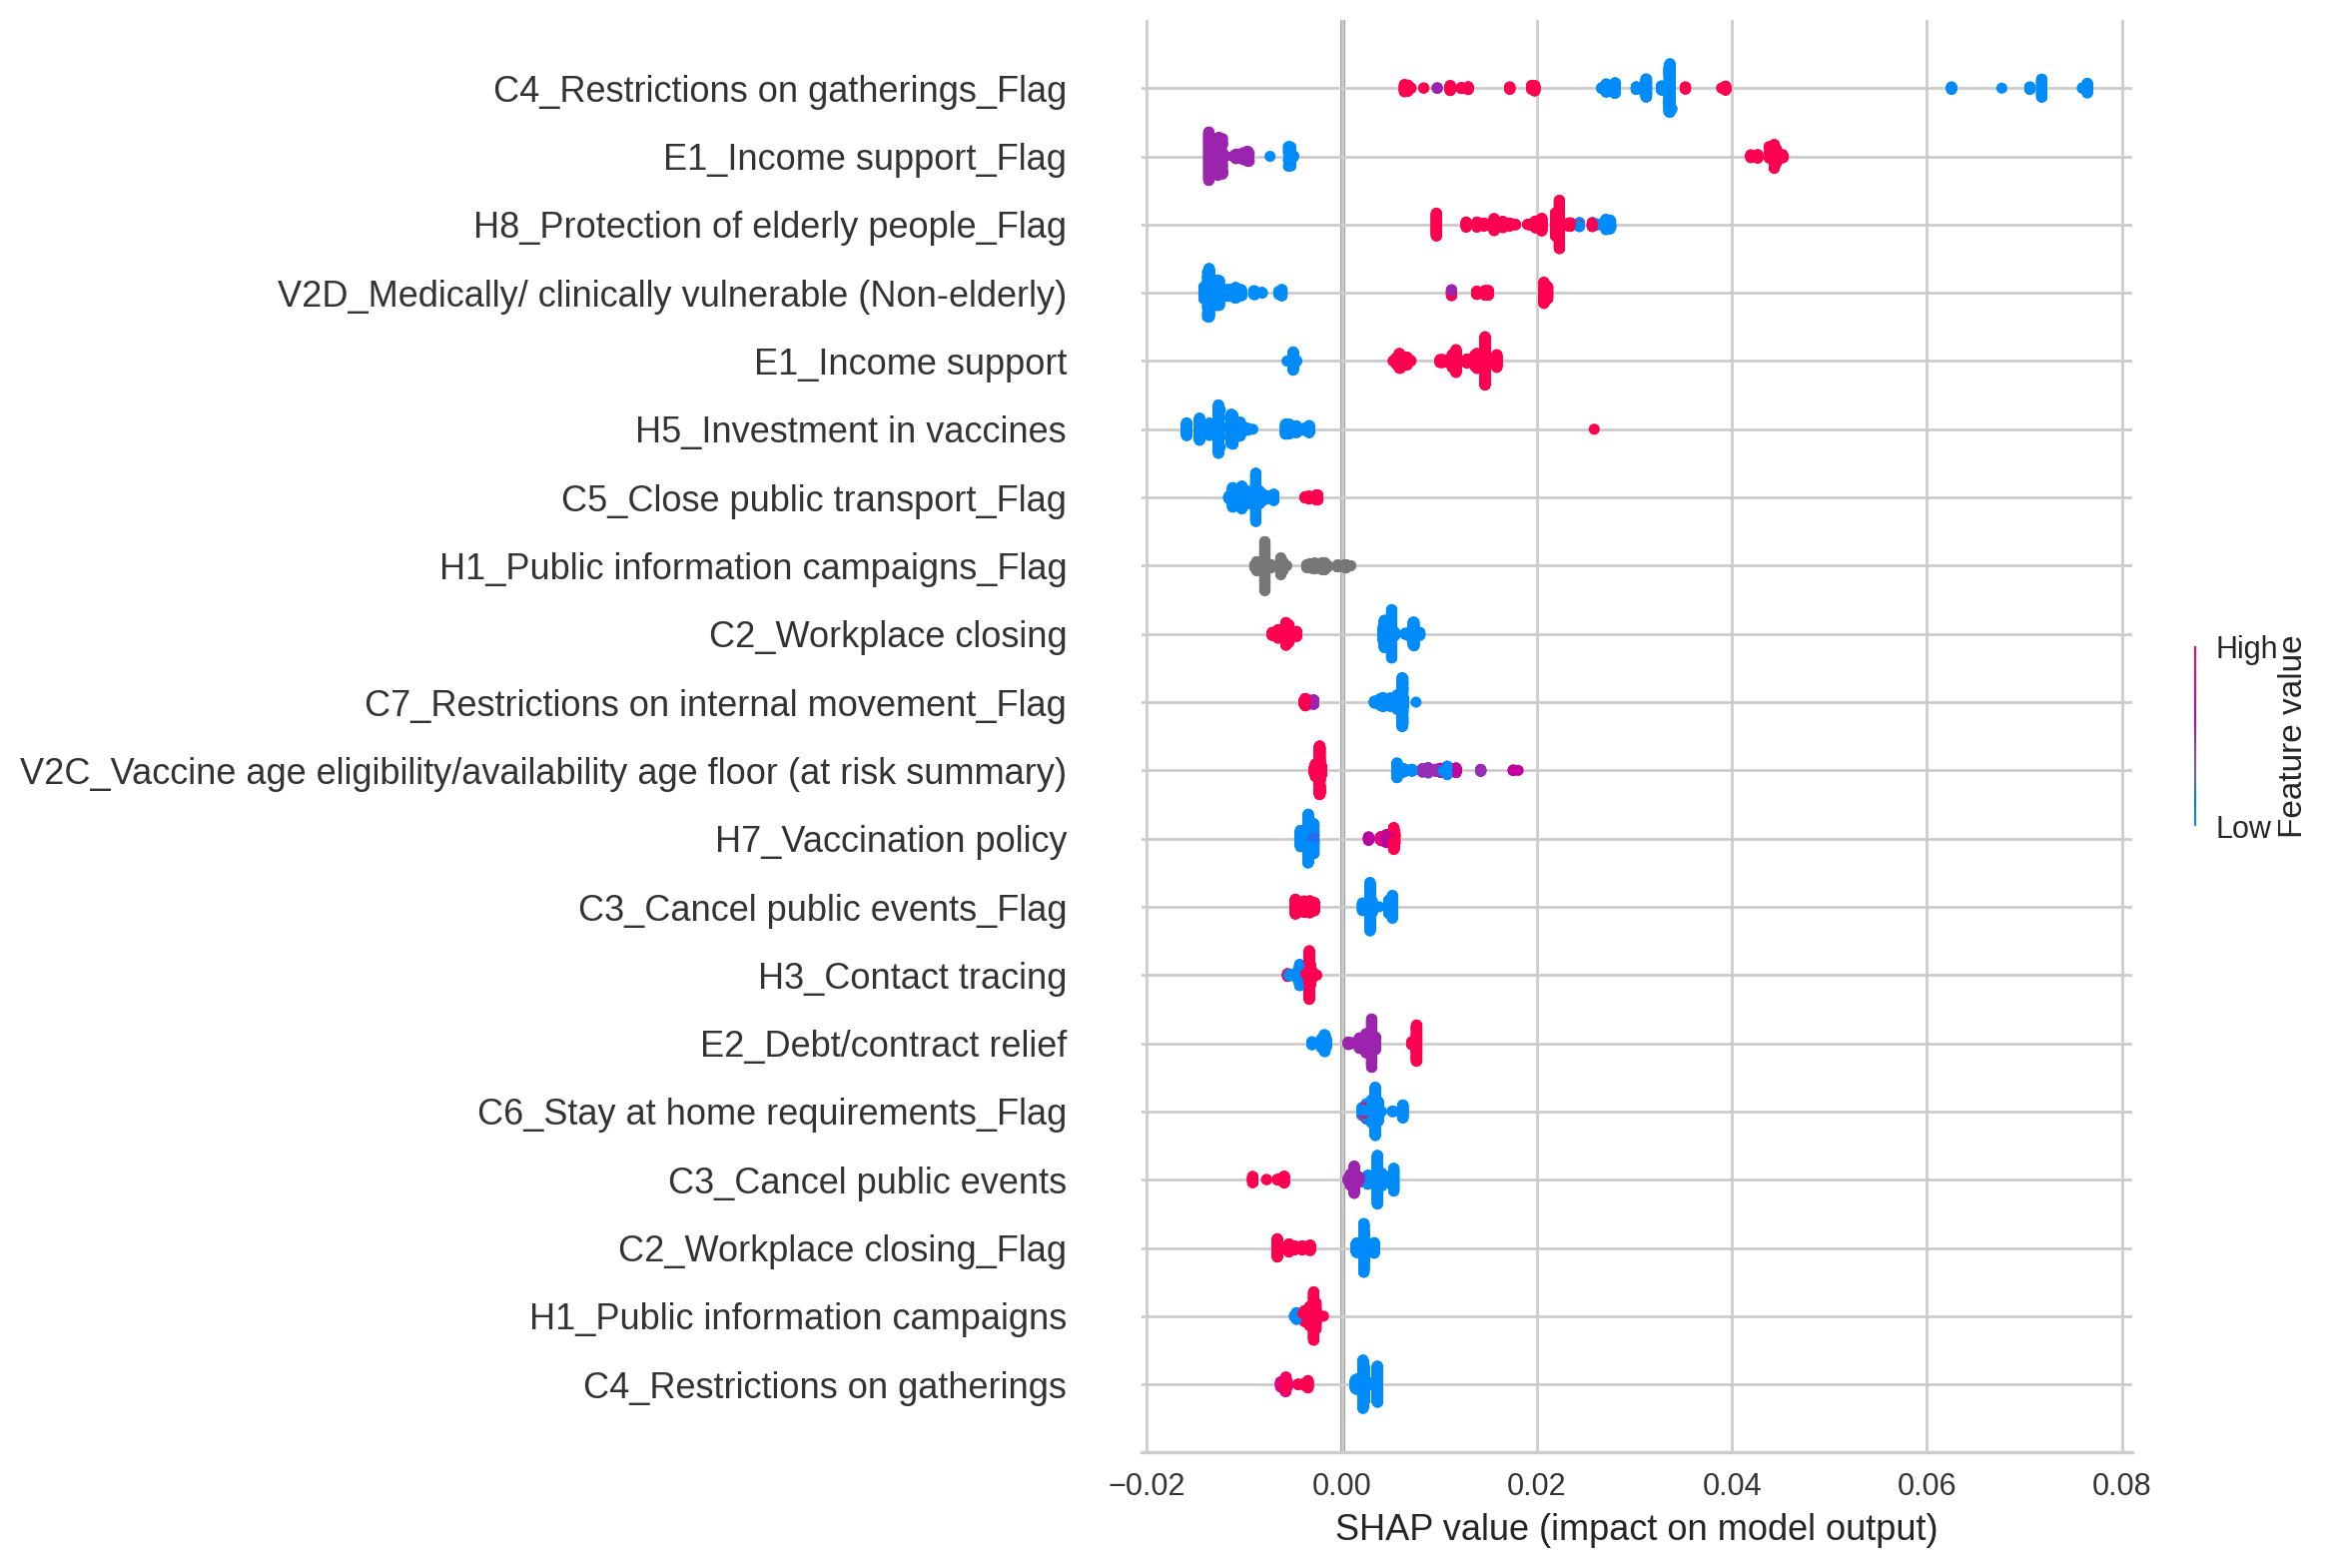 C4_Restrictions on gatherings_Flag
E1_Income support_Flag
H8_Protection of elderly people_Flag
V2D_Medically/ clinically vulnerable (Non-elderly)
E1_Income support
H5_Investment in vaccines
C5_Close public transport_Flag
H1_Public information campaigns_Flag
C2_Workplace closing
C7_Restrictions on internal movement_Flag
V2C_Vaccine age eligibility/availability age floor (at risk summary)
H7_Vaccination policy
C3_Cancel public events_Flag
H3_Contact tracing
E2_Debt/contract relief
C6_Stay at home requirements_Flag
C3_Cancel public events
C2_Workplace closing_Flag
H1_Public information campaigns
C4_Restrictions on gatherings
−0.02 0.00 0.02 0.04 0.06 0.08
SHAP value (impact on model output)
High
Low
Feature value